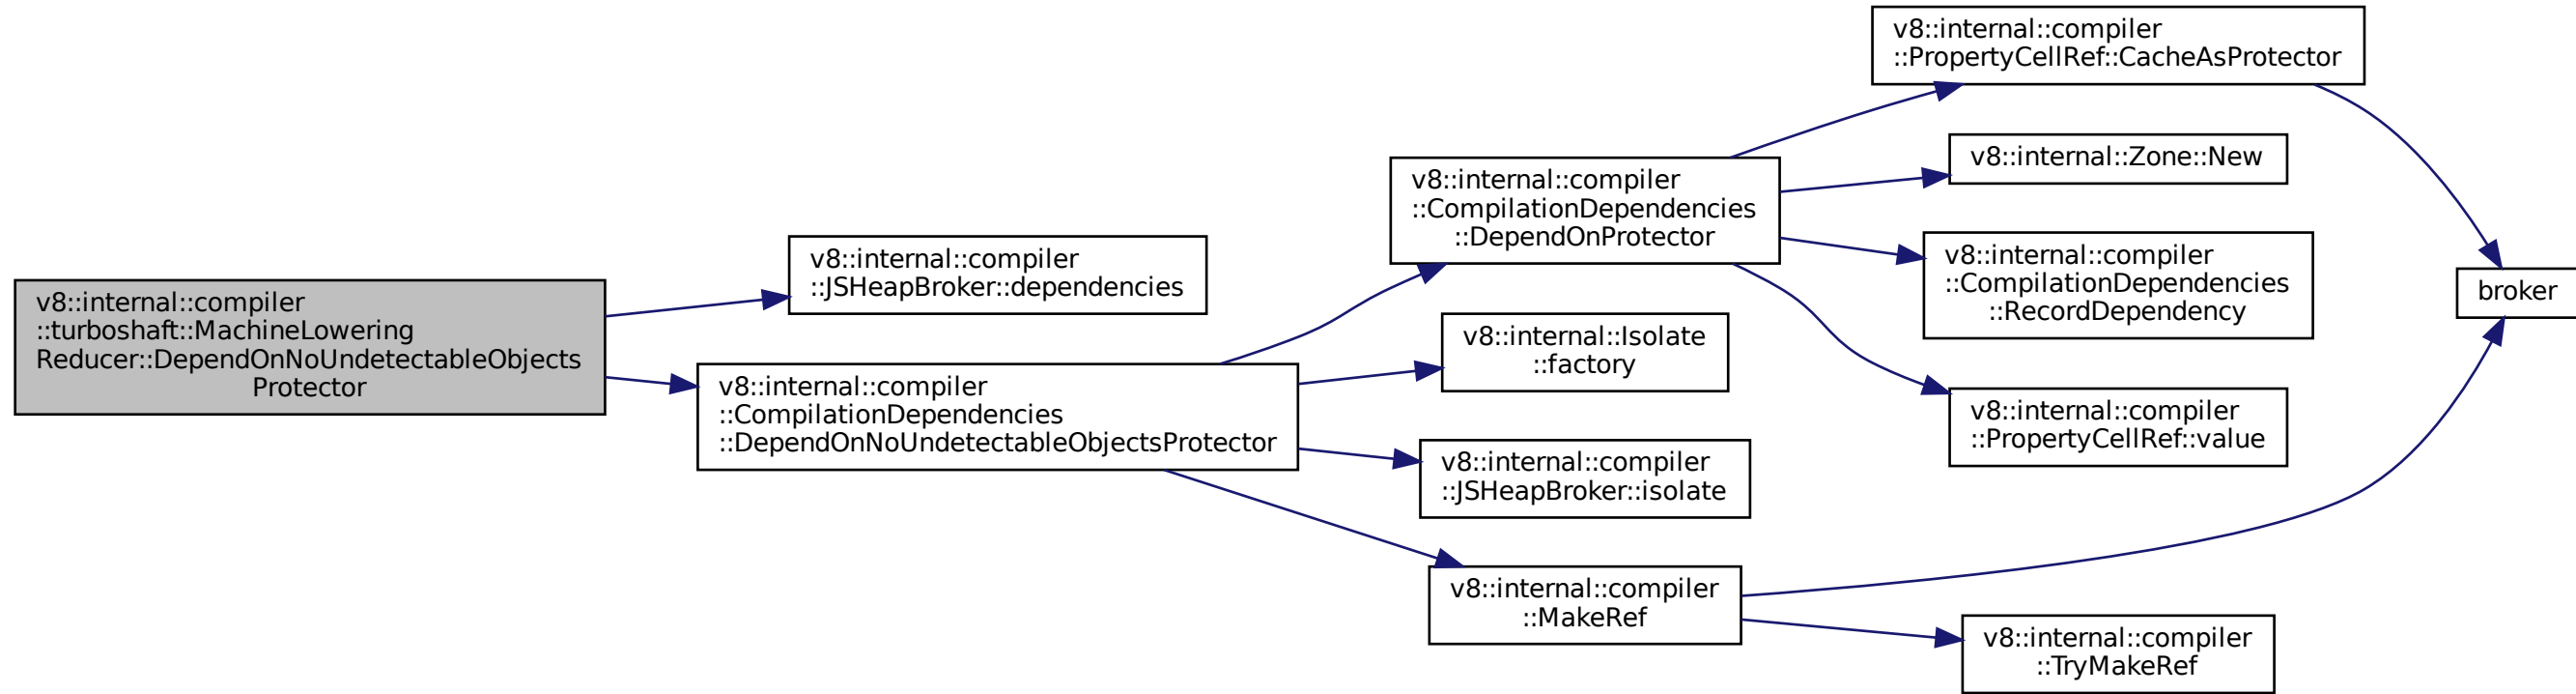 v8::internal::compiler
::turboshaft::MachineLowering
Reducer::DependOnNoUndetectableObjects
Protector
v8::internal::compiler
::JSHeapBroker::dependencies
v8::internal::compiler
::CompilationDependencies
::DependOnNoUndetectableObjectsProtector
v8::internal::compiler
::CompilationDependencies
::DependOnProtector
v8::internal::Isolate
::factory
v8::internal::compiler
::JSHeapBroker::isolate
v8::internal::compiler
::MakeRef
v8::internal::compiler
::PropertyCellRef::CacheAsProtector
v8::internal::Zone::New
v8::internal::compiler
::CompilationDependencies
::RecordDependency
v8::internal::compiler
::PropertyCellRef::value
v8::internal::compiler
::TryMakeRef
broker